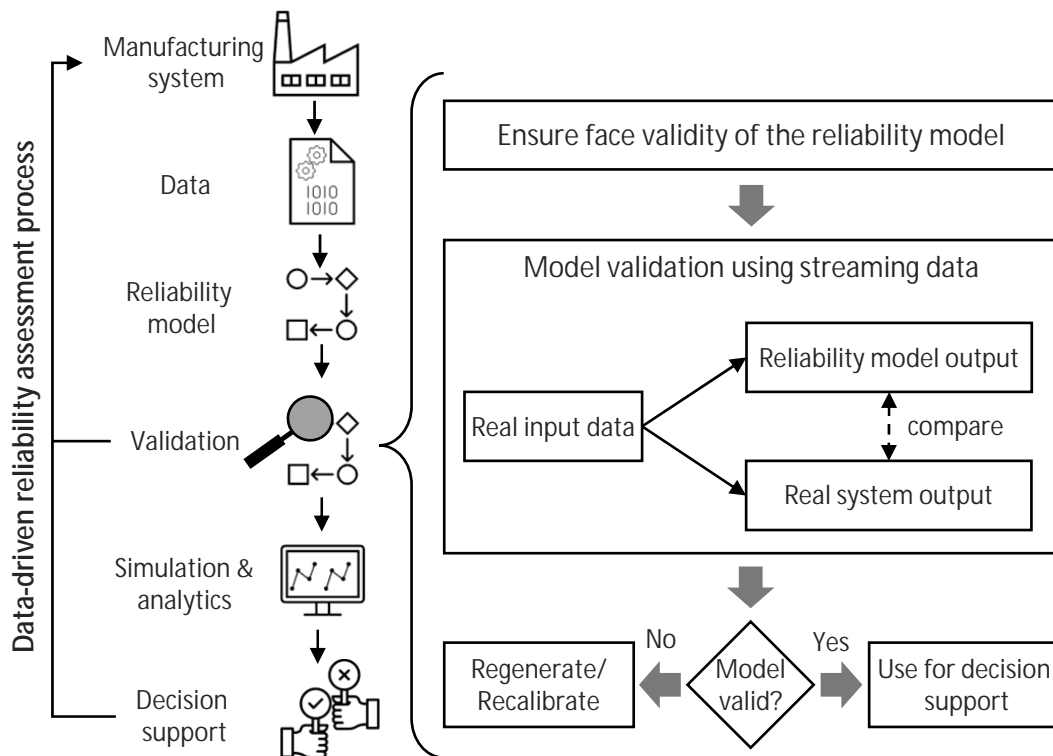 Data-driven reliability assessment process
Manufacturing
system
Data
1010
1010
Reliability
model
Validation
Simulation &
analytics
Decision
support
Ensure face validity of the reliability model
Model validation using streaming data
Real input data
Reliability model output
compare
Real system output
No
Yes
Regenerate/
Recalibrate
Model
valid?
Use for decision
support